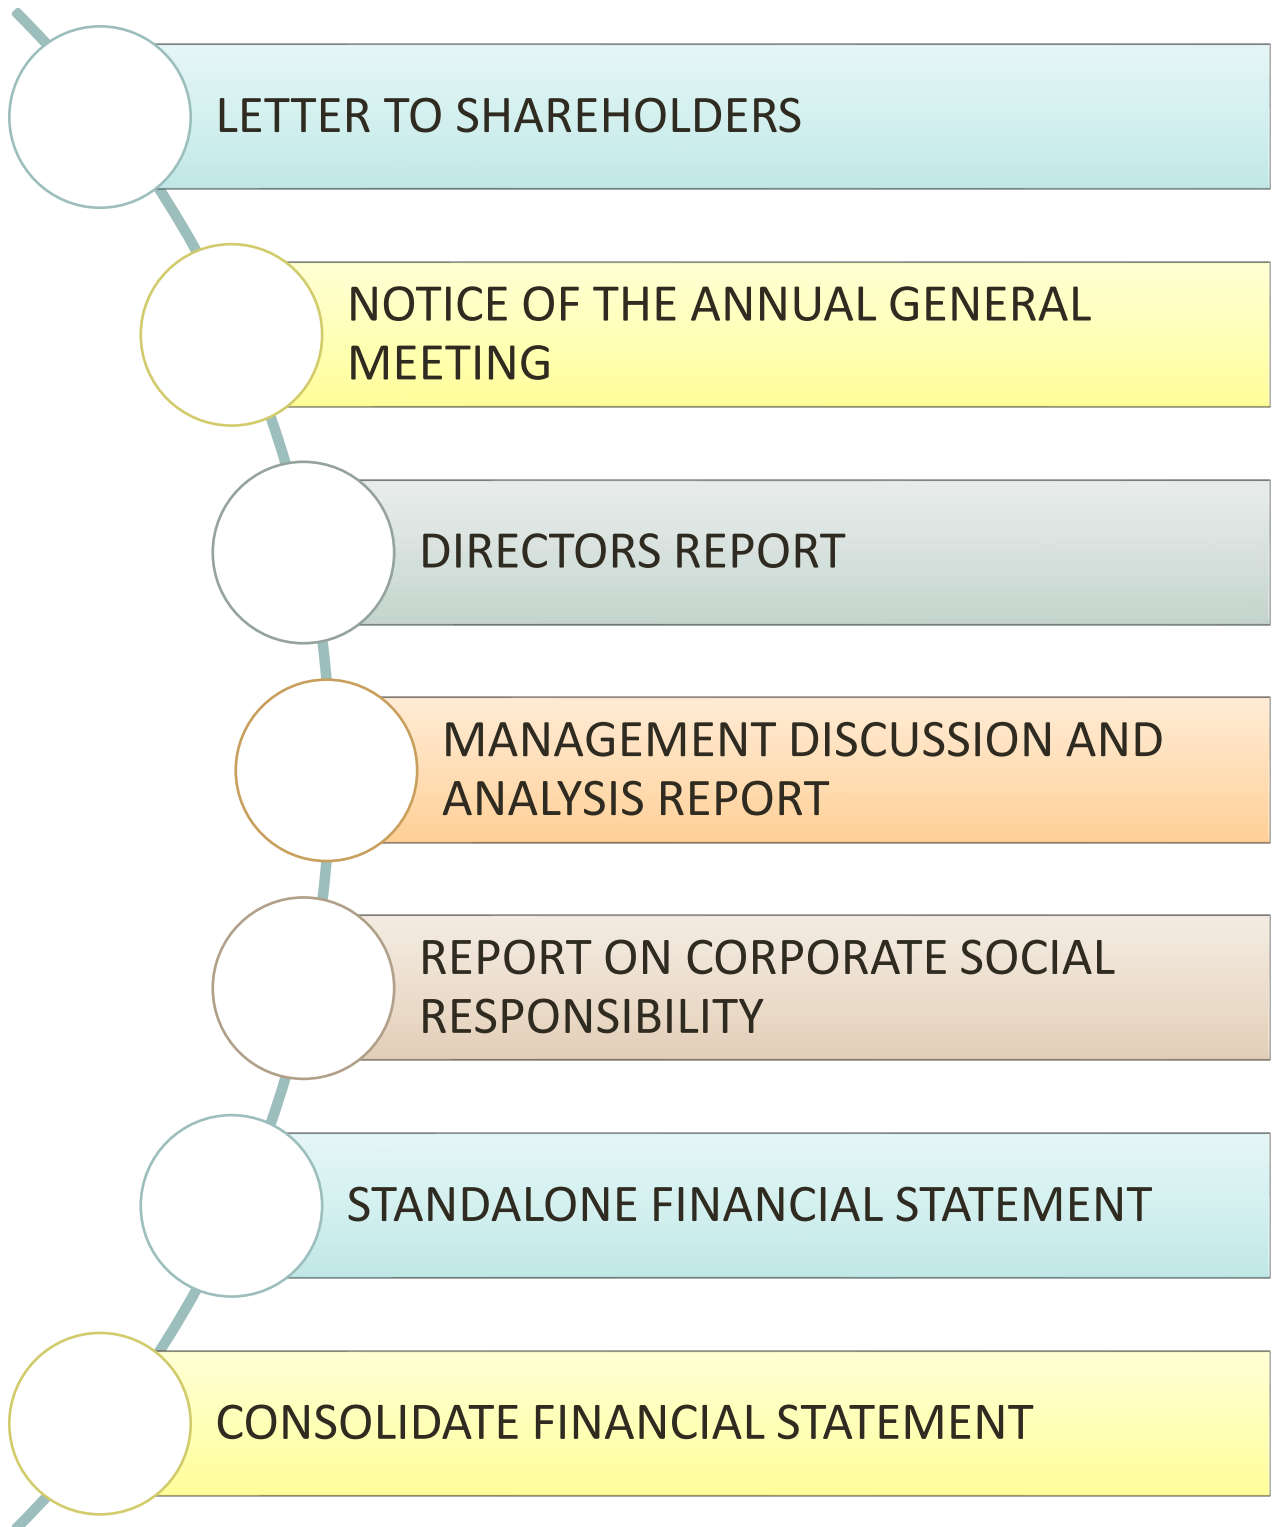 LETTER TO SHAREHOLDERS
NOTICE OF THE ANNUAL GENERAL
MEETING
DIRECTORS REPORT
MANAGEMENT DISCUSSION AND
ANALYSIS REPORT
REPORT ON CORPORATE SOCIAL
RESPONSIBILITY
STANDALONE FINANCIAL STATEMENT
CONSOLIDATE FINANCIAL STATEMENT